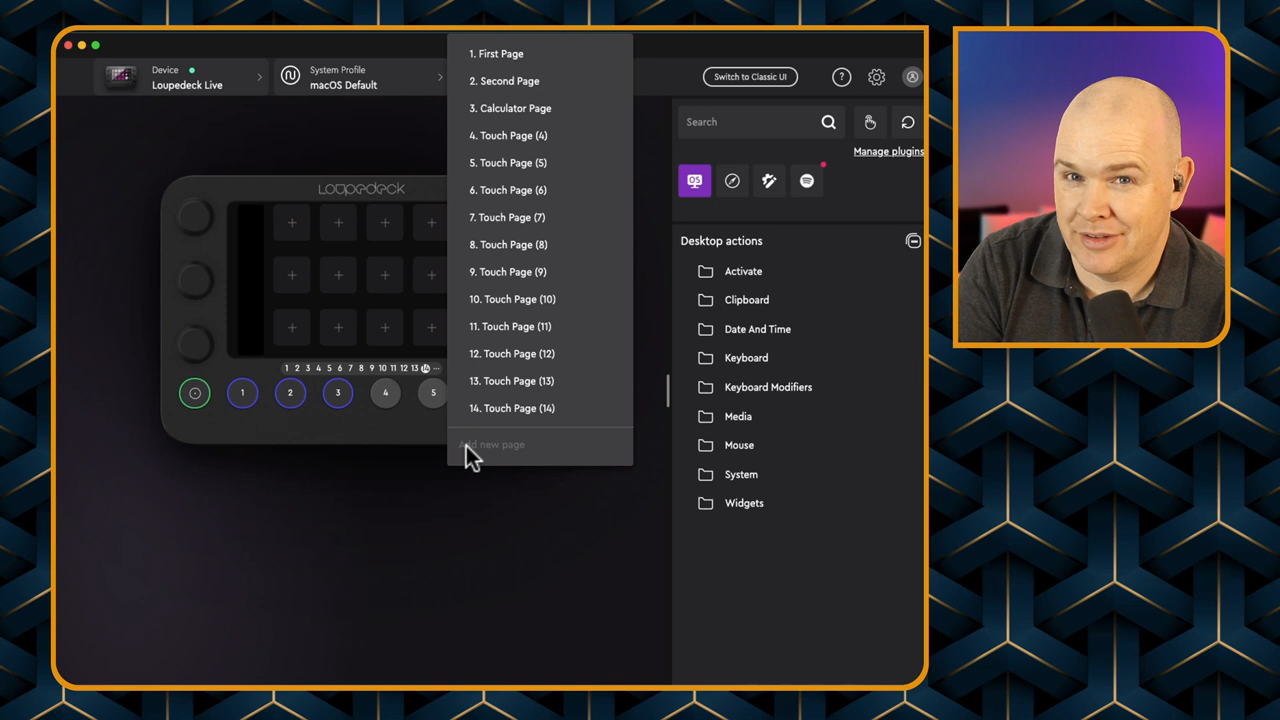 Device
Loupedeck Live
System Profile
macOS Default
1. First Page
2. Second Page
3. Calculator Page
4. Touch Page (4)
5. Touch Page (5)
6. Touch Page (6)
7. Touch Page (7)
8. Touch Page (8)
9. Touch Page (9)
10. Touch Page (10)
11. Touch Page (11)
12. Touch Page (12)
13. Touch Page (13)
14. Touch Page (14)
Add new page
Loupedeck
1 2 3 4 5 6 7 8 9 10 11 12 13 14 ...
1 2 3 4 5
Switch to Classic UI
?
Search
Manage plugins
OS
Desktop actions
Activate
Clipboard
Date And Time
Keyboard
Keyboard Modifiers
Media
Mouse
System
Widgets